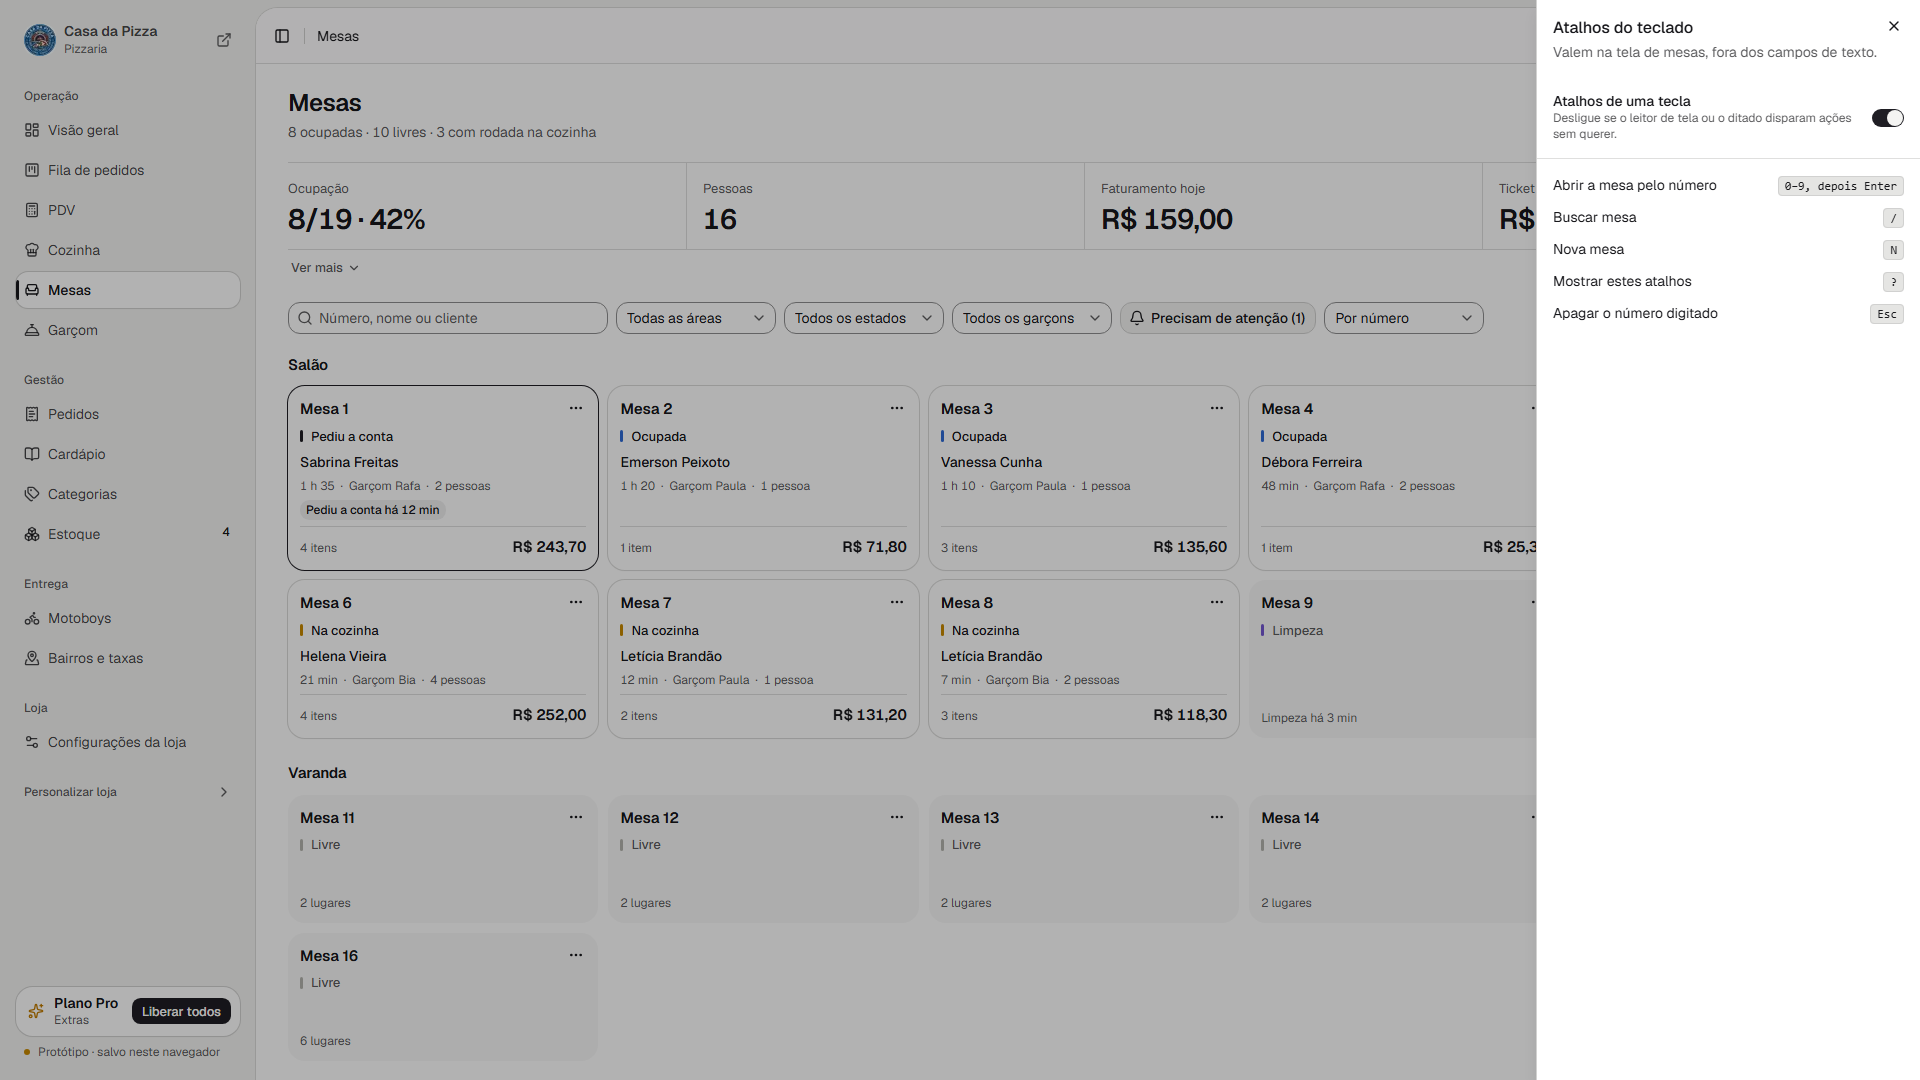 Casa da Pizza
Pizzaria
Operação
Visão geral
Fila de pedidos
PDV
Cozinha
Mesas
Garçom
Gestão
Pedidos
Cardápio
Categorias
Estoque 4
Entrega
Motoboys
Bairros e taxas
Loja
Configurações da loja
Personalizar loja
Plano Pro
Extras
Liberar todos
Protótipo · salvo neste navegador
Mesas
Mesas
8 ocupadas · 10 livres · 3 com rodada na cozinha
Ocupação
8/19 · 42%
Pessoas
16
Faturamento hoje
R$ 159,00
Ticket
R$
Ver mais
Número, nome ou cliente
Todas as áreas
Todos os estados
Todos os garçons
Precisam de atenção (1)
Por número
Salão
Mesa 1
Pediu a conta
Sabrina Freitas
1 h 35 · Garçom Rafa · 2 pessoas
Pediu a conta há 12 min
4 itens R$ 243,70
Mesa 2
Ocupada
Emerson Peixoto
1 h 20 · Garçom Paula · 1 pessoa
1 item R$ 71,80
Mesa 3
Ocupada
Vanessa Cunha
1 h 10 · Garçom Paula · 1 pessoa
3 itens R$ 135,60
Mesa 4
Ocupada
Débora Ferreira
48 min · Garçom Rafa · 2 pessoas
1 item R$ 25,3
Mesa 6
Na cozinha
Helena Vieira
21 min · Garçom Bia · 4 pessoas
4 itens R$ 252,00
Mesa 7
Na cozinha
Letícia Brandão
12 min · Garçom Paula · 1 pessoa
2 itens R$ 131,20
Mesa 8
Na cozinha
Letícia Brandão
7 min · Garçom Bia · 2 pessoas
3 itens R$ 118,30
Mesa 9
Limpeza
Limpeza há 3 min
Varanda
Mesa 11
Livre
2 lugares
Mesa 12
Livre
2 lugares
Mesa 13
Livre
2 lugares
Mesa 14
Livre
2 lugares
Mesa 16
Livre
6 lugares
Atalhos do teclado
Valem na tela de mesas, fora dos campos de texto.
Atalhos de uma tecla
Desligue se o leitor de tela ou o ditado disparam ações
sem querer.
Abrir a mesa pelo número 0–9, depois Enter
Buscar mesa /
Nova mesa N
Mostrar estes atalhos ?
Apagar o número digitado Esc